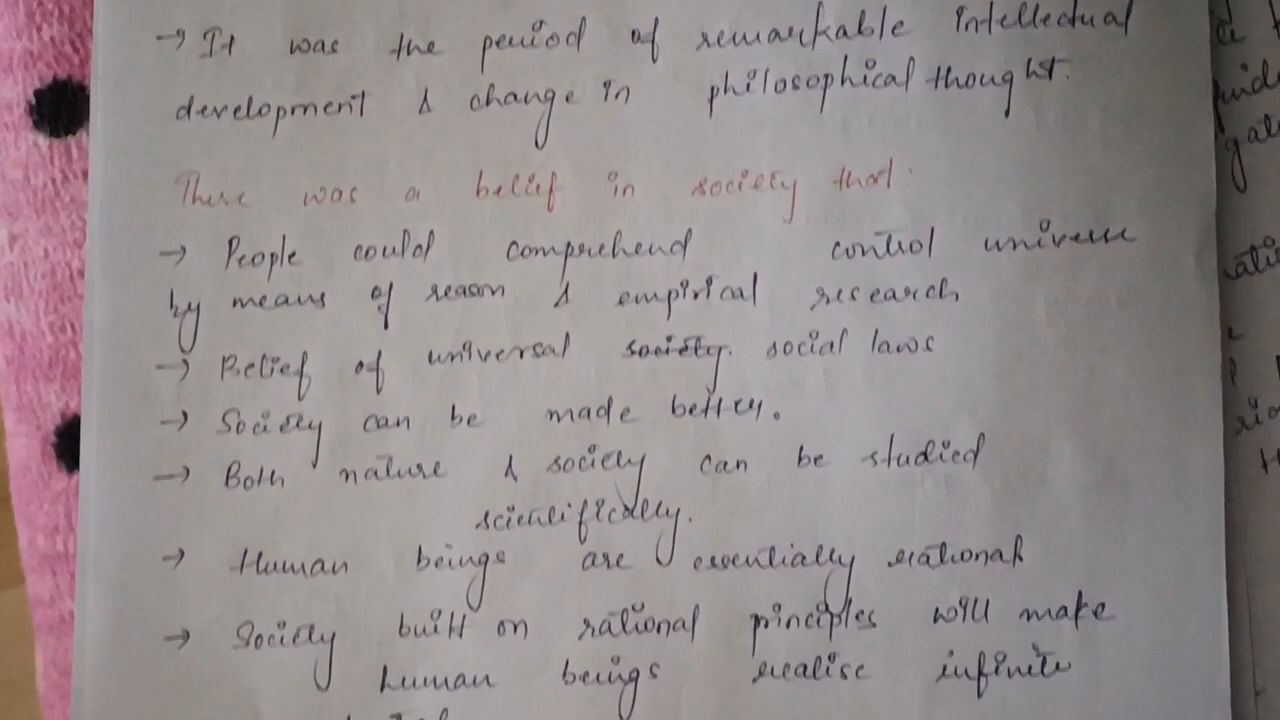 → It was the period of remarkable intellectual
development & change in philosophical thought.
There was a belief in society that
→ People could comprehend control universe
by means of reason & empirical research
→ Belief of universal society. social laws
→ Society can be made better.
→ Both nature & society can be studied
scientifically.
→ Human beings are essentially rational
→ Society built on rational principles will make
human beings realise infinite